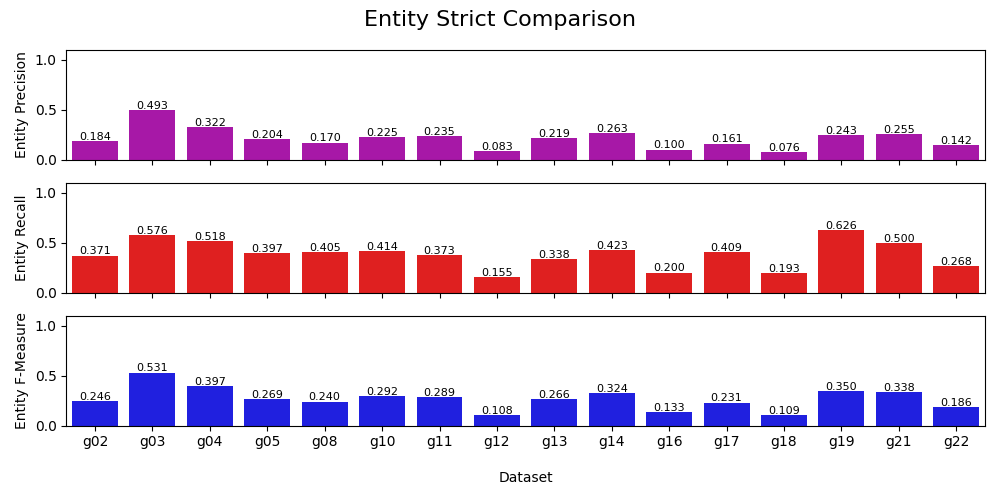 Entity Strict Comparison
Entity Precision
1.0
0.5
0.0
0.184 0.493 0.322 0.204 0.170 0.225 0.235 0.083 0.219 0.263 0.100 0.161 0.076 0.243 0.255 0.142
Entity Recall
1.0
0.5
0.0
0.371 0.576 0.518 0.397 0.405 0.414 0.373 0.155 0.338 0.423 0.200 0.409 0.193 0.626 0.500 0.268
Entity F-Measure
1.0
0.5
0.0
0.246 0.531 0.397 0.269 0.240 0.292 0.289 0.108 0.266 0.324 0.133 0.231 0.109 0.350 0.338 0.186
g02 g03 g04 g05 g08 g10 g11 g12 g13 g14 g16 g17 g18 g19 g21 g22
Dataset